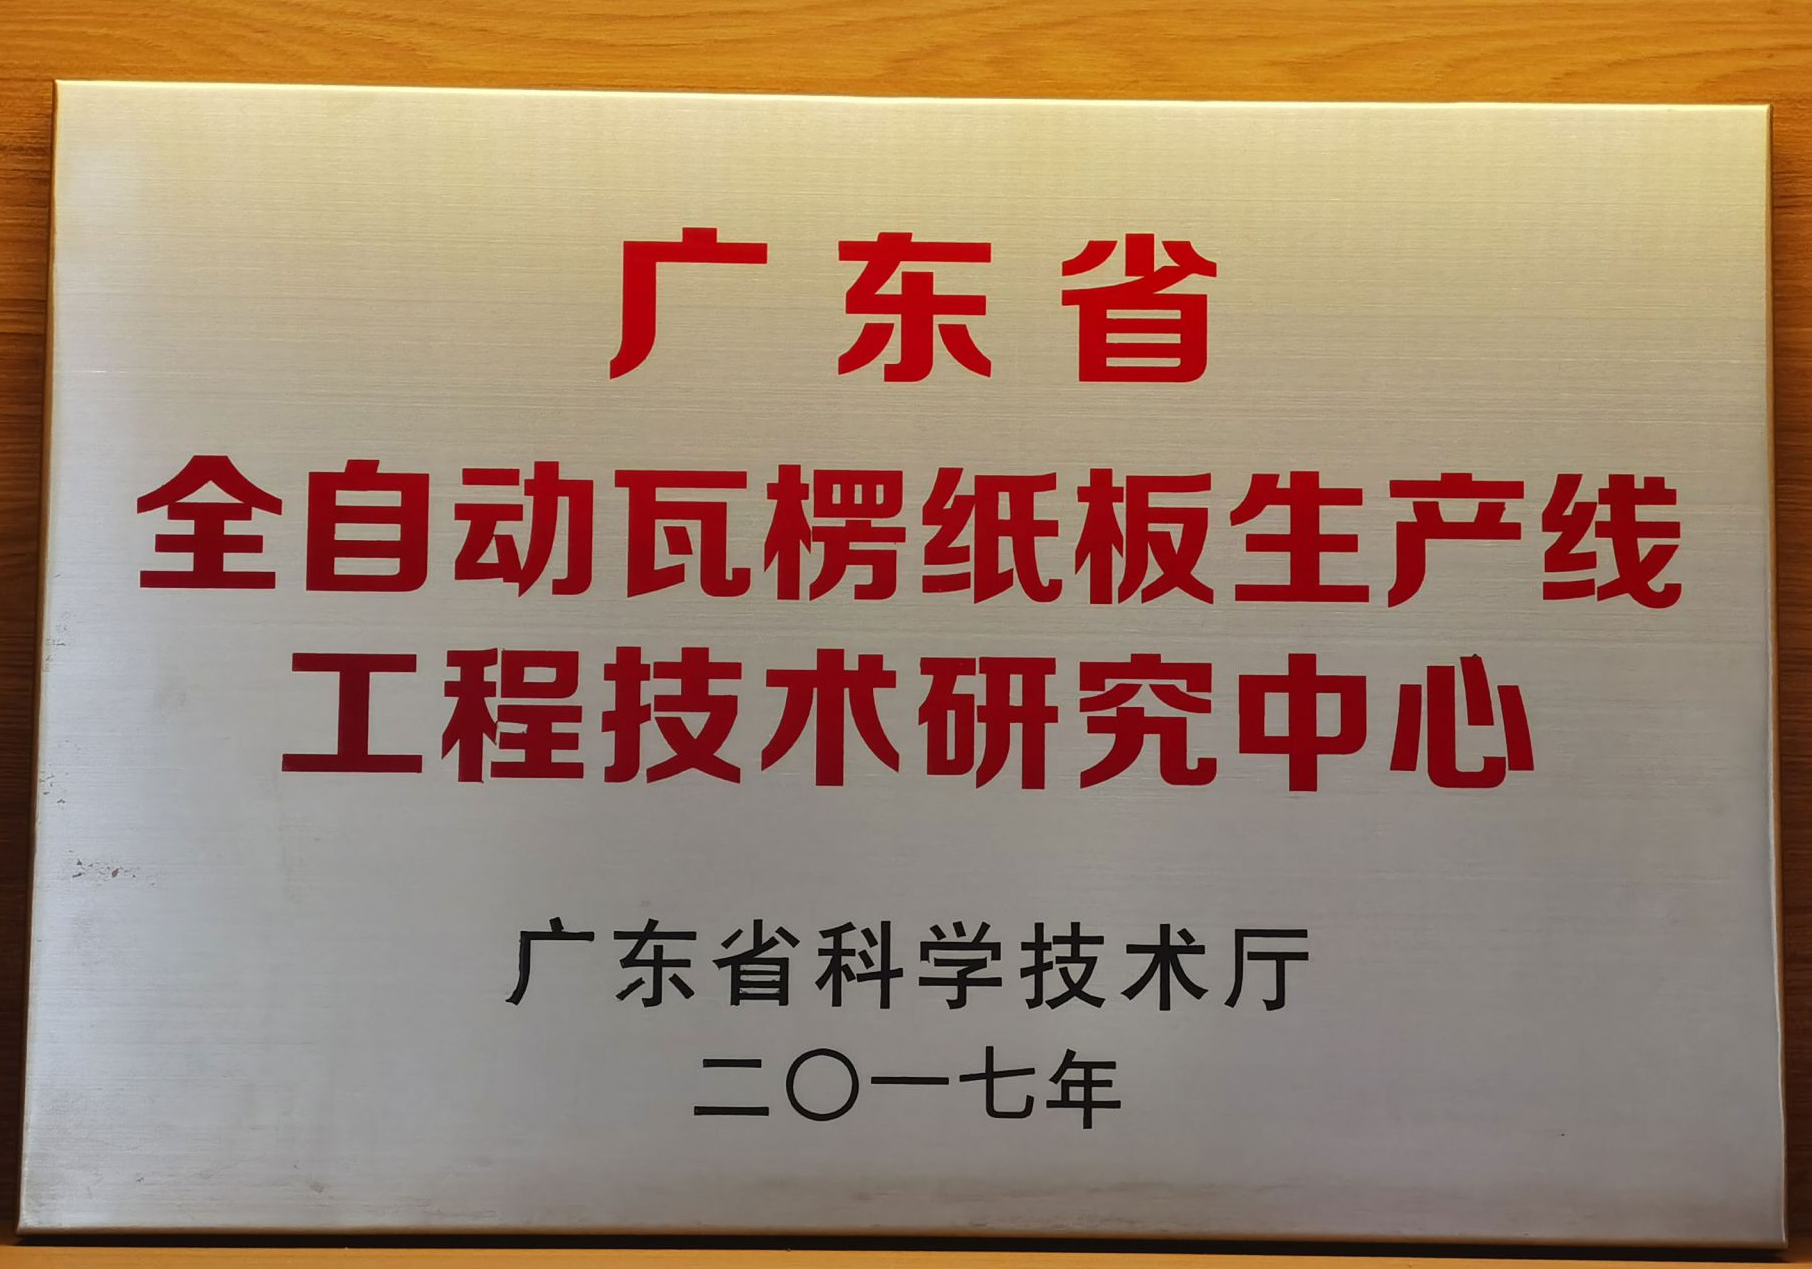 广东省
全自动瓦楞纸板生产线
工程技术研究中心
广东省科学技术厅
二〇一七年